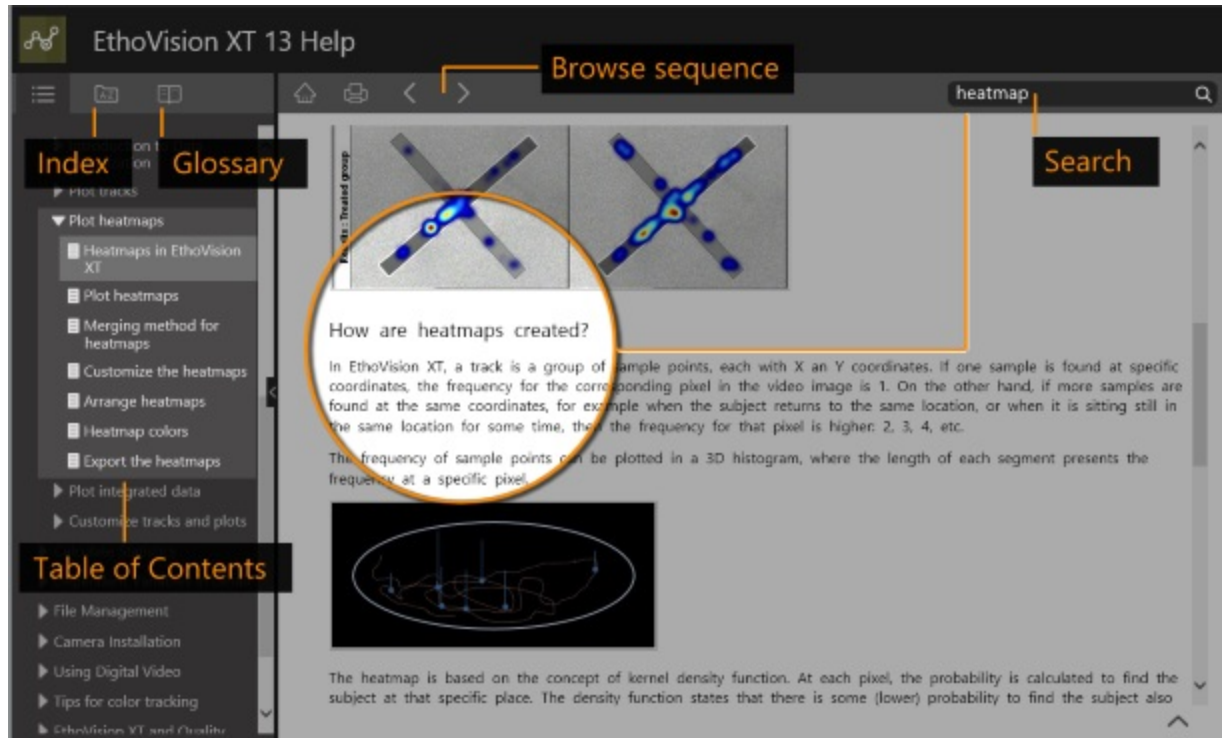 EthoVision XT 13 Help
Browse sequence
heatmap
Search
Index
Glossary
Plot tracks
Plot heatmaps
Heatmaps in EthoVision
XT
Plot heatmaps
Merging method for
heatmaps
Customize the heatmaps
Arrange heatmaps
Heatmap colors
Export the heatmaps
Plot integrated data
Customize tracks and plots
Table of Contents
File Management
Camera Installation
Using Digital Video
Tips for color tracking
EthoVision XT and Quality
: Treated group
How are heatmaps created?
In EthoVision XT, a track is a group of sample points, each with X an Y coordinates. If one sample is found at specific
coordinates, the frequency for the corresponding pixel in the video image is 1. On the other hand, if more samples are
found at the same coordinates, for example when the subject returns to the same location, or when it is sitting still in
the same location for some time, then the frequency for that pixel is higher: 2, 3, 4, etc.
The frequency of sample points can be plotted in a 3D histogram, where the length of each segment presents the
frequency at a specific pixel.
The heatmap is based on the concept of kernel density function. At each pixel, the probability is calculated to find the
subject at that specific place. The density function states that there is some (lower) probability to find the subject also